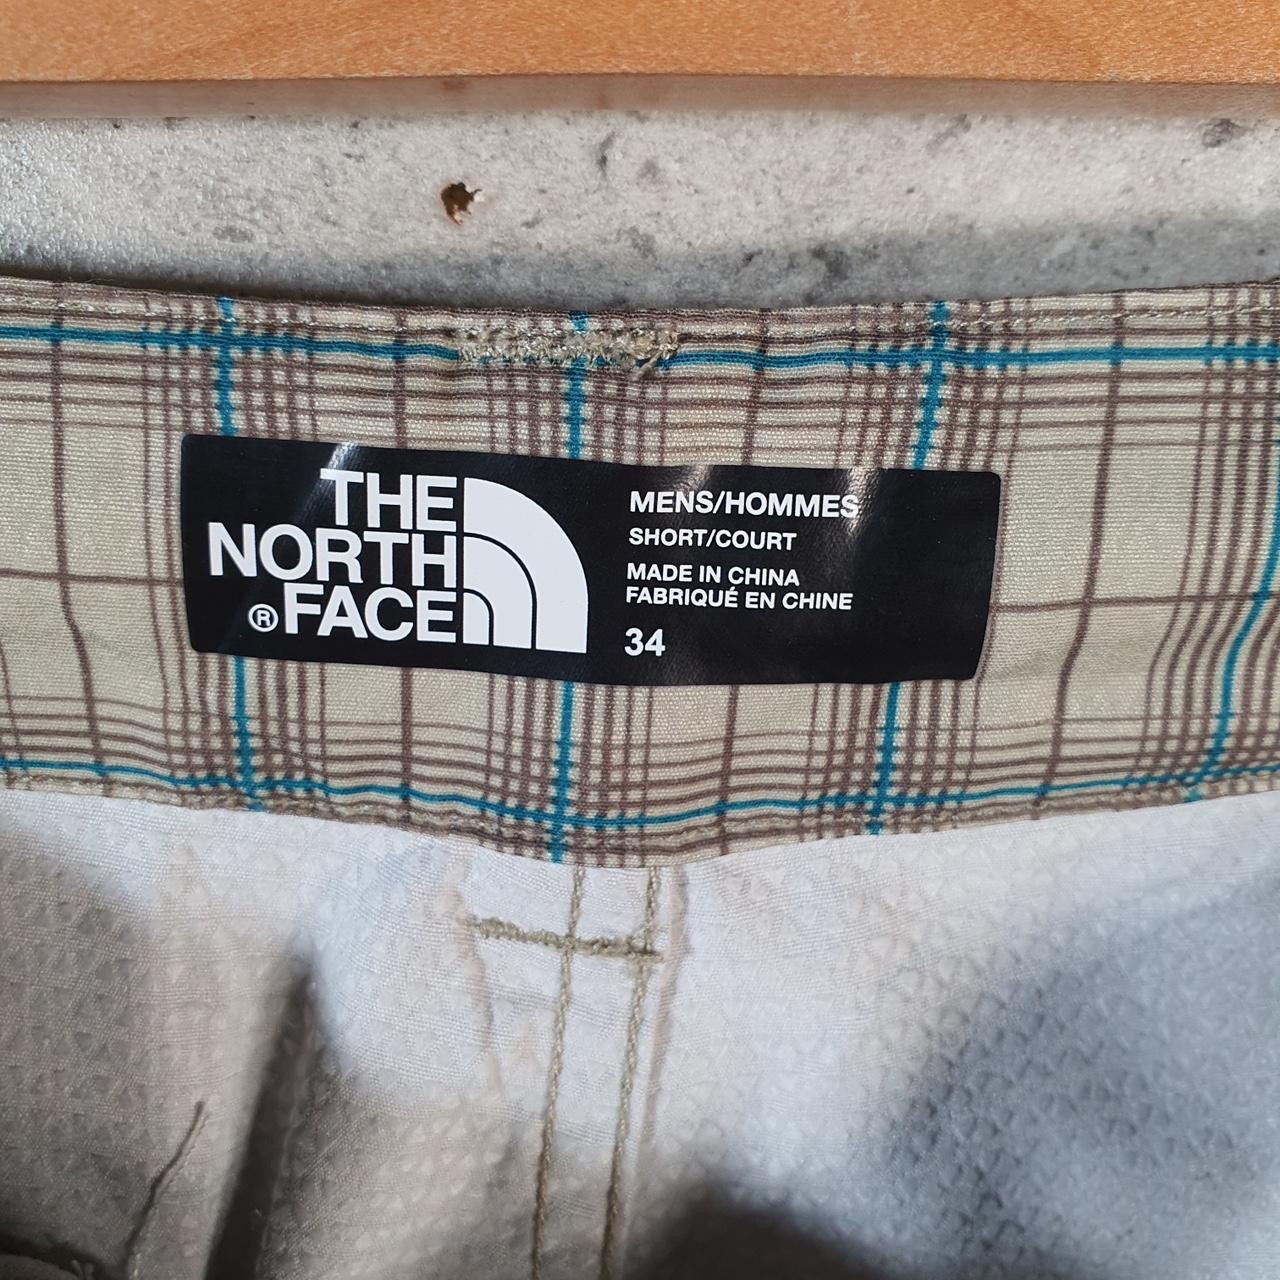 THE
NORTH
® FACE
MENS/HOMMES
SHORT/COURT
MADE IN CHINA
FABRIQUÉ EN CHINE
34